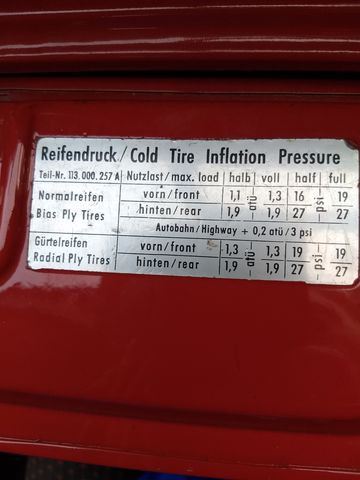 Reifendruck/Cold Tire Inflation Pressure
Teil-Nr. 113.000.257 A Nutzlast/max. load halb voll half full
Normalreifen vorn/front 1,1 atü 1,3 16 psi 19
Bias Ply Tires hinten/rear 1,9 1,9 27 27
Autobahn/Highway + 0,2 atü/3 psi
Gürtelreifen vorn/front 1,3 atü 1,3 19 psi 19
Radial Ply Tires hinten/rear 1,9 1,9 27 27